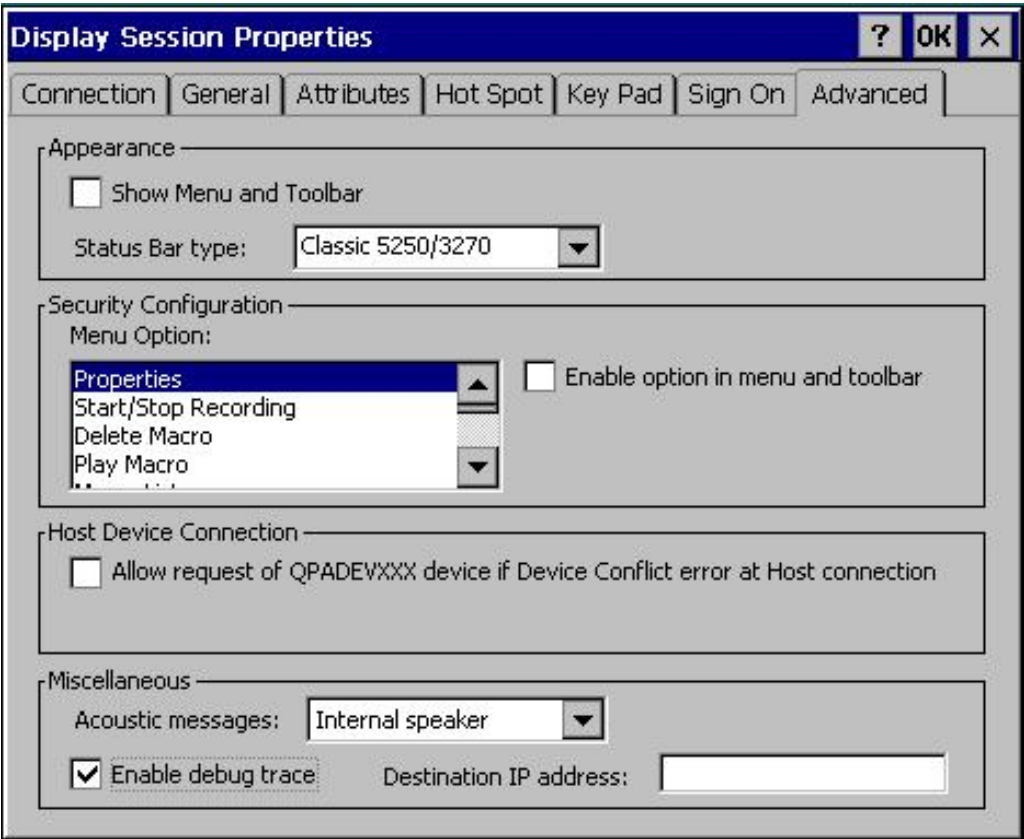 Display Session Properties ? OK ×
Connection General Attributes Hot Spot Key Pad Sign On Advanced
Appearance
Show Menu and Toolbar
Status Bar type: Classic 5250/3270
Security Configuration
Menu Option:
Properties
Enable option in menu and toolbar
Start/Stop Recording
Delete Macro
Play Macro
Host Device Connection
Allow request of QPADEVXXX device if Device Conflict error at Host connection
Miscellaneous
Acoustic messages: Internal speaker
Enable debug trace Destination IP address: